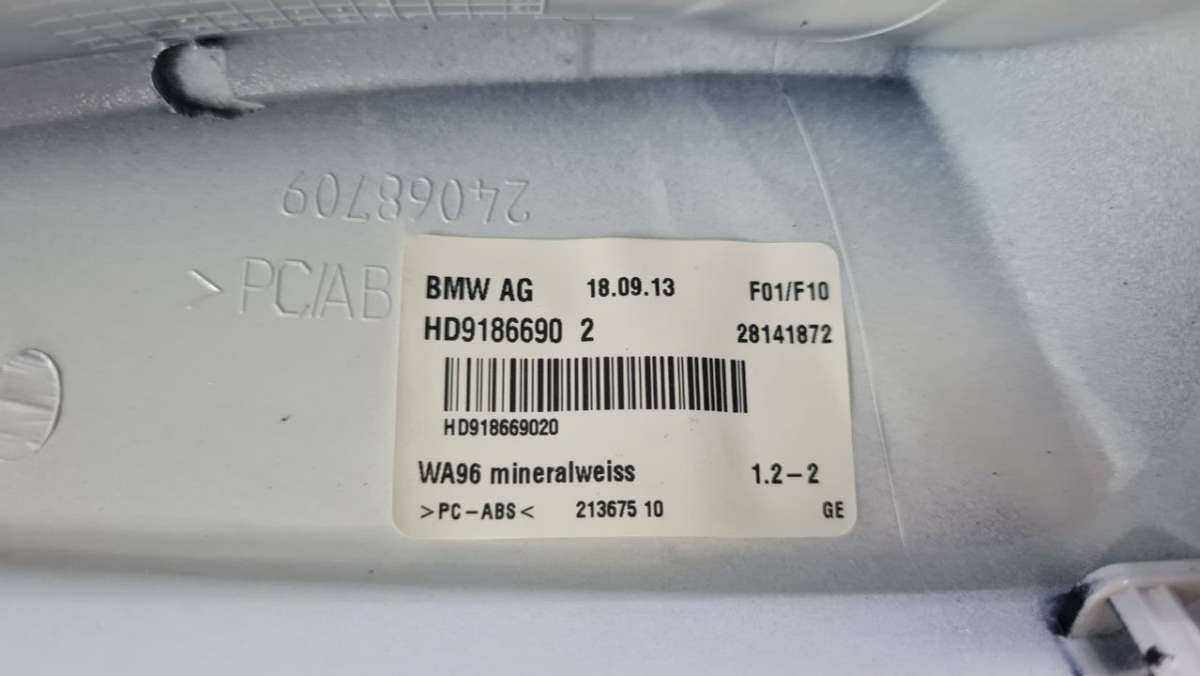 24068709
>PC/AB
BMW AG 18.09.13 F01/F10
HD9186690 2 28141872
HD918669020
WA96 mineralweiss 1.2-2
>PC-ABS< 213675 10 GE